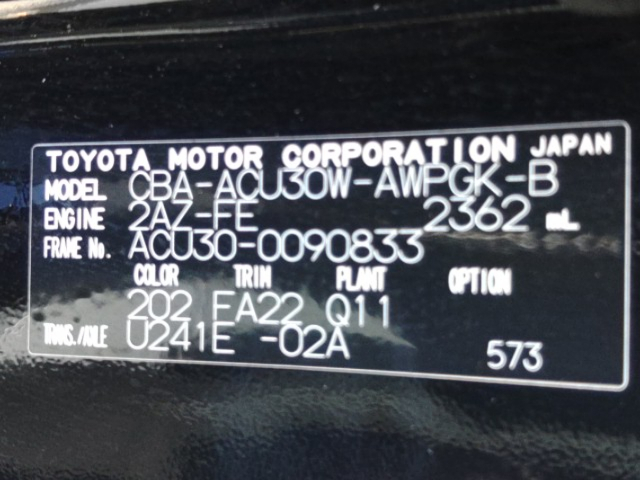 TOYOTA MOTOR CORPORATION JAPAN
MODEL CBA-ACU30W-AWPGK-B
ENGINE 2AZ-FE 2362 mL
FRAME No. ACU30-0090833
COLOR TRIM PLANT OPTION
202 FA22 Q11
TRANS./AXLE U241E -02A 573